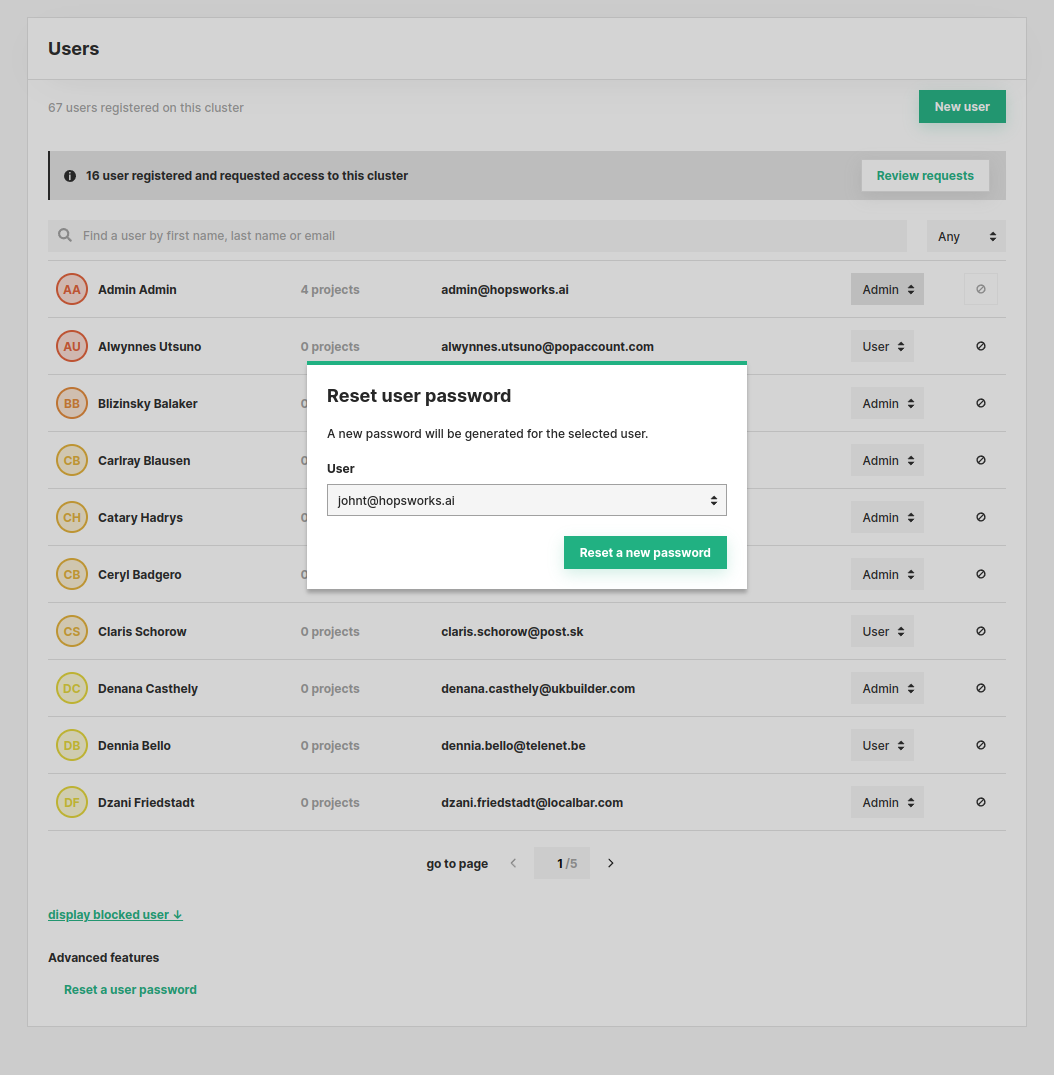 Users
67 users registered on this cluster
New user
16 user registered and requested access to this cluster
Review requests
Find a user by first name, last name or email
Any
AA Admin Admin 4 projects admin@hopsworks.ai Admin
AU Alwynnes Utsuno 0 projects alwynnes.utsuno@popaccount.com User
BB Blizinsky Balaker 0 Admin
CB Carlray Blausen 0 Admin
CH Catary Hadrys 0 Admin
CB Ceryl Badgero 0 Admin
CS Claris Schorow 0 projects claris.schorow@post.sk User
DC Denana Casthely 0 projects denana.casthely@ukbuilder.com Admin
DB Dennia Bello 0 projects dennia.bello@telenet.be User
DF Dzani Friedstadt 0 projects dzani.friedstadt@localbar.com Admin
Reset user password
A new password will be generated for the selected user.
User
johnt@hopsworks.ai
Reset a new password
go to page 1 /5
display blocked user ↓
Advanced features
Reset a user password